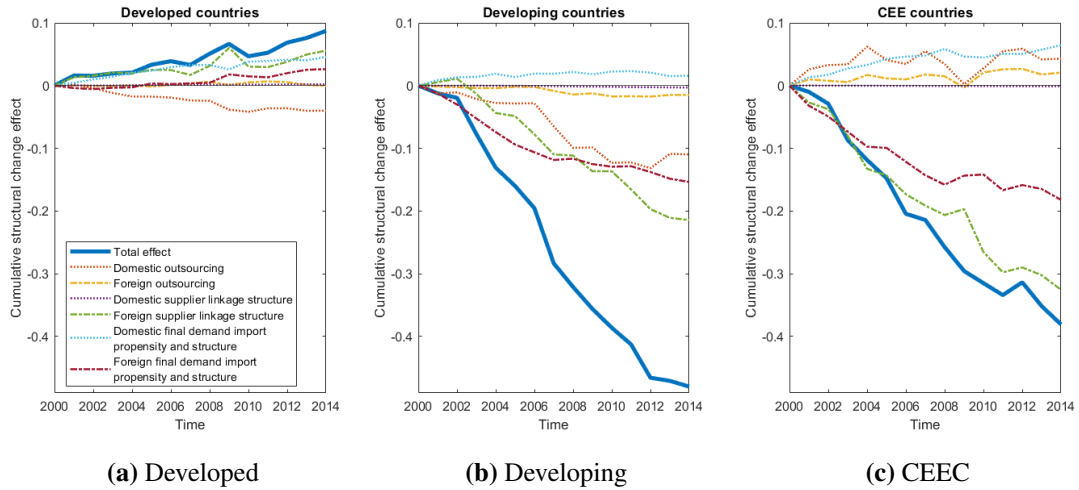 Developed countries
0.1
0
-0.1
-0.2
-0.3
-0.4
Cumulative structural change effect
Total effect
Domestic outsourcing
Foreign outsourcing
Domestic supplier linkage structure
Foreign supplier linkage structure
Domestic final demand import
propensity and structure
Foreign final demand import
propensity and structure
2000 2002 2004 2006 2008 2010 2012 2014
Time
(a) Developed
Developing countries
0.1
0
-0.1
-0.2
-0.3
-0.4
Cumulative structural change effect
2000 2002 2004 2006 2008 2010 2012 2014
Time
(b) Developing
CEE countries
0.1
0
-0.1
-0.2
-0.3
-0.4
Cumulative structural change effect
2000 2002 2004 2006 2008 2010 2012 2014
Time
(c) CEEC